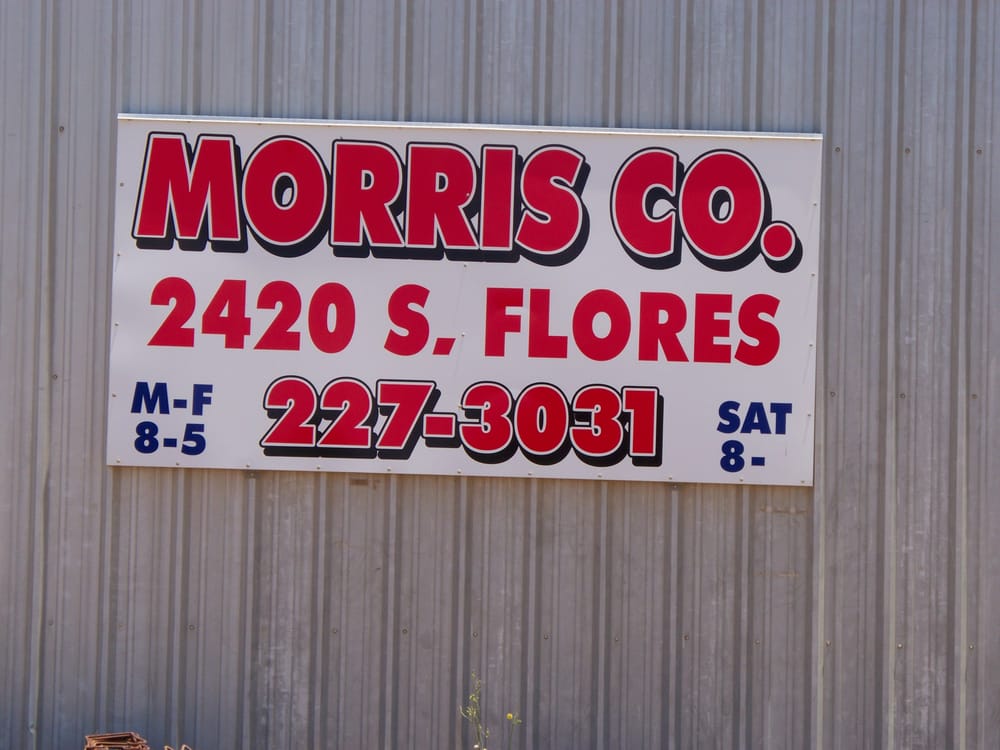 MORRIS CO.
2420 S. FLORES
M-F
8-5
227-3031
SAT
8-